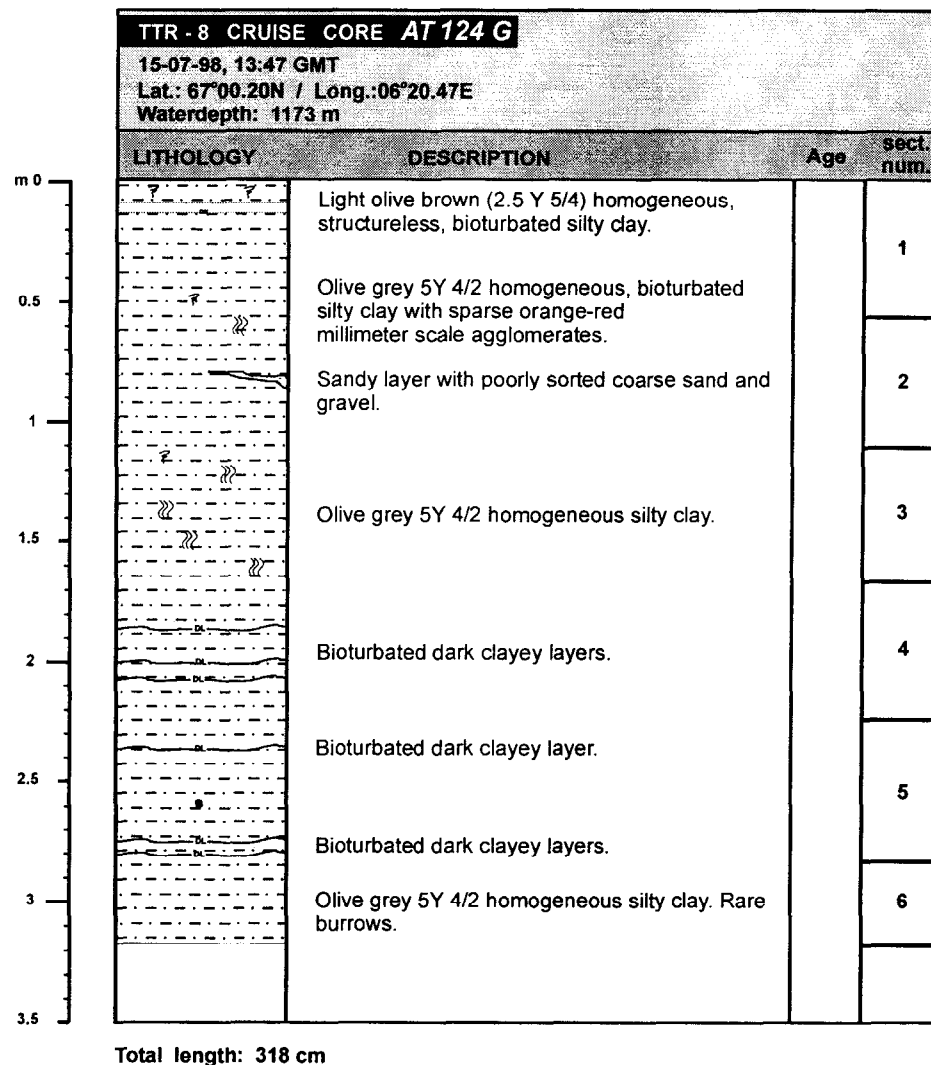 TTR - 8 CRUISE CORE AT 124 G
15-07-98, 13:47 GMT
Lat.: 67°00.20N / Long.:06°20.47E
Waterdepth: 1173 m
LITHOLOGY DESCRIPTION Age sect. num.
m 0
Light olive brown (2.5 Y 5/4) homogeneous,
structureless, bioturbated silty clay.
1
0.5
Olive grey 5Y 4/2 homogeneous, bioturbated
silty clay with sparse orange-red
millimeter scale agglomerates.
Sandy layer with poorly sorted coarse sand and
gravel.
2
1
Olive grey 5Y 4/2 homogeneous silty clay.
3
1.5
DL
Bioturbated dark clayey layers.
4
2
DL
DL
Bioturbated dark clayey layer.
DL
2.5
5
DL
Bioturbated dark clayey layers.
DL
Olive grey 5Y 4/2 homogeneous silty clay. Rare
burrows.
6
3
3.5
Total length: 318 cm